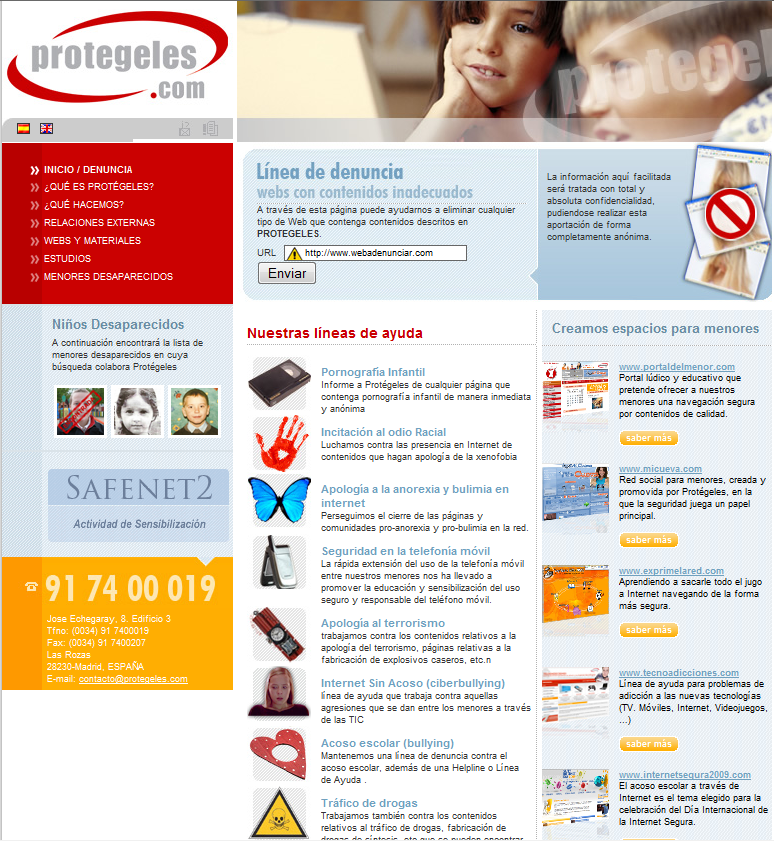 protegeles
.com
protegel
INICIO / DENUNCIA
¿QUÉ ES PROTÉGELES?
¿QUÉ HACEMOS?
RELACIONES EXTERNAS
WEBS Y MATERIALES
ESTUDIOS
MENORES DESAPARECIDOS
Niños Desaparecidos
A continuación encontrará la lista de
menores desaparecidos en cuya
búsqueda colabora Protégeles
SAFENET2
Actividad de Sensibilización
91 74 00 019
Jose Echegaray, 8. Edificio 3
Tfno: (0034) 91 7400019
Fax: (0034) 91 7400207
Las Rozas
28230-Madrid, ESPAÑA
E-mail: contacto@protegeles.com
Línea de denuncia
webs con contenidos inadecuados
A través de esta página puede ayudarnos a eliminar cualquier
tipo de Web que contenga contenidos descritos en
PROTEGELES.
URL http://www.webadenunciar.com
Enviar
La información aquí facilitada
será tratada con total y
absoluta confidencialidad,
pudiendose realizar esta
aportación de forma
completamente anónima.
Nuestras líneas de ayuda
Pornografía Infantil
Informe a Protégeles de cualquier página que
contenga pornografía infantil de manera inmediata
y anónima
Incitación al odio Racial
Luchamos contra las presencia en Internet de
contenidos que hagan apología de la xenofobia
Apología a la anorexia y bulimia en
internet
Perseguimos el cierre de las páginas y
comunidades pro-anorexia y pro-bulimia en la red.
Seguridad en la telefonía móvil
La rápida extensión del uso de la telefonía móvil
entre nuestros menores nos ha llevado a
promover la educación y sensibilización del uso
seguro y responsable del teléfono móvil.
Apología al terrorismo
trabajamos contra los contenidos relativos a la
apología del terrorismo, páginas relativas a la
fabricación de explosivos caseros, etc.n
Internet Sin Acoso (ciberbullying)
línea de ayuda que trabaja contra aquellas
agresiones que se dan entre los menores a través
de las TIC
Acoso escolar (bullying)
Mantenemos una línea de denuncia contra el
acoso escolar, además de una Helpline o Línea
de Ayuda .
Tráfico de drogas
Trabajamos también contra los contenidos
relativos al tráfico de drogas, fabricación de
drogas de síntesis, etc que se pueden encontrar
Creamos espacios para menores
www.portaldelmenor.com
Portal lúdico y educativo que
pretende ofrecer a nuestros
menores una navegación segura
por contenidos de calidad.
saber más
www.micueva.com
Red social para menores, creada y
promovida por Protégeles, en la
que la seguridad juega un papel
principal.
saber más
www.exprimelared.com
Aprendiendo a sacarle todo el jugo
a Internet navegando de la forma
más segura.
saber más
www.tecnoadicciones.com
Línea de ayuda para problemas de
adicción a las nuevas tecnologías
(TV. Móviles, Internet, Videojuegos,
...)
saber más
www.internetsegura2009.com
El acoso escolar a través de
Internet es el tema elegido para la
celebración del Día Internacional de
la Internet Segura.